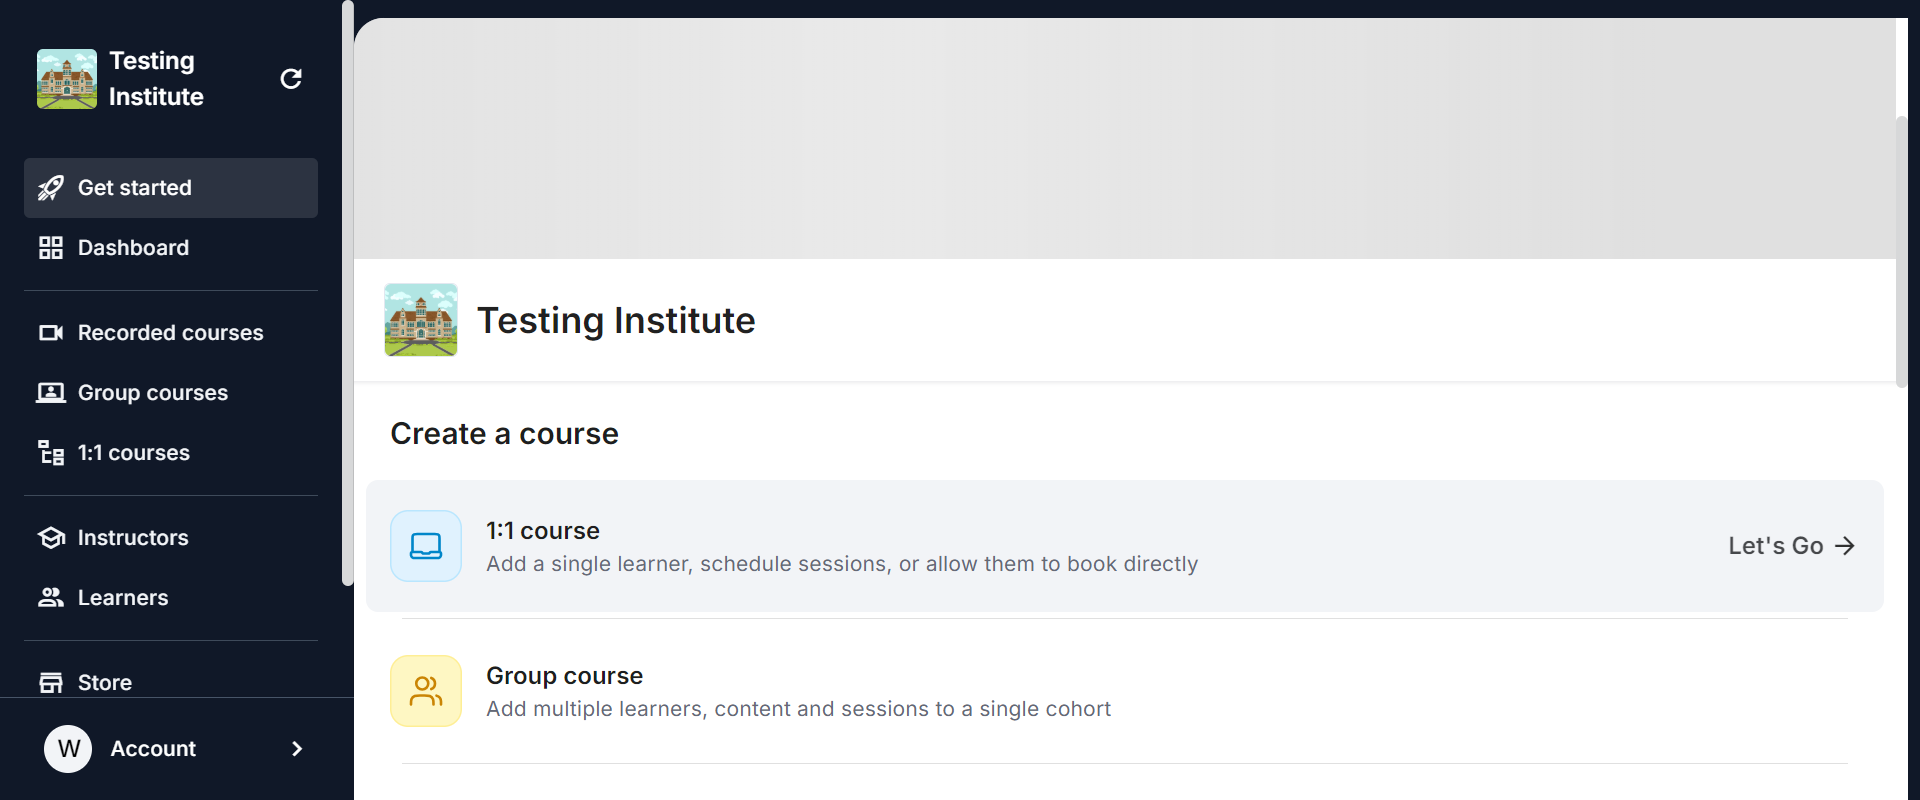 Testing
Institute
Get started
Dashboard
Recorded courses
Group courses
1:1 courses
Instructors
Learners
Store
W
Account
Testing Institute
Create a course
1:1 course
Add a single learner, schedule sessions, or allow them to book directly
Let's Go
Group course
Add multiple learners, content and sessions to a single cohort